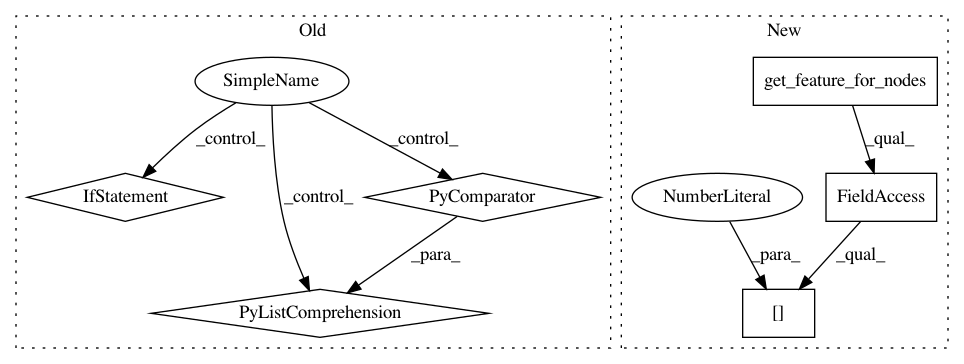 Old
New
SimpleName
get_feature_for_nodes
_control_
_control_
_qual_
_control_
IfStatement
PyComparator
NumberLiteral
FieldAccess
_para_
_para_
_qual_
PyListComprehension
[]